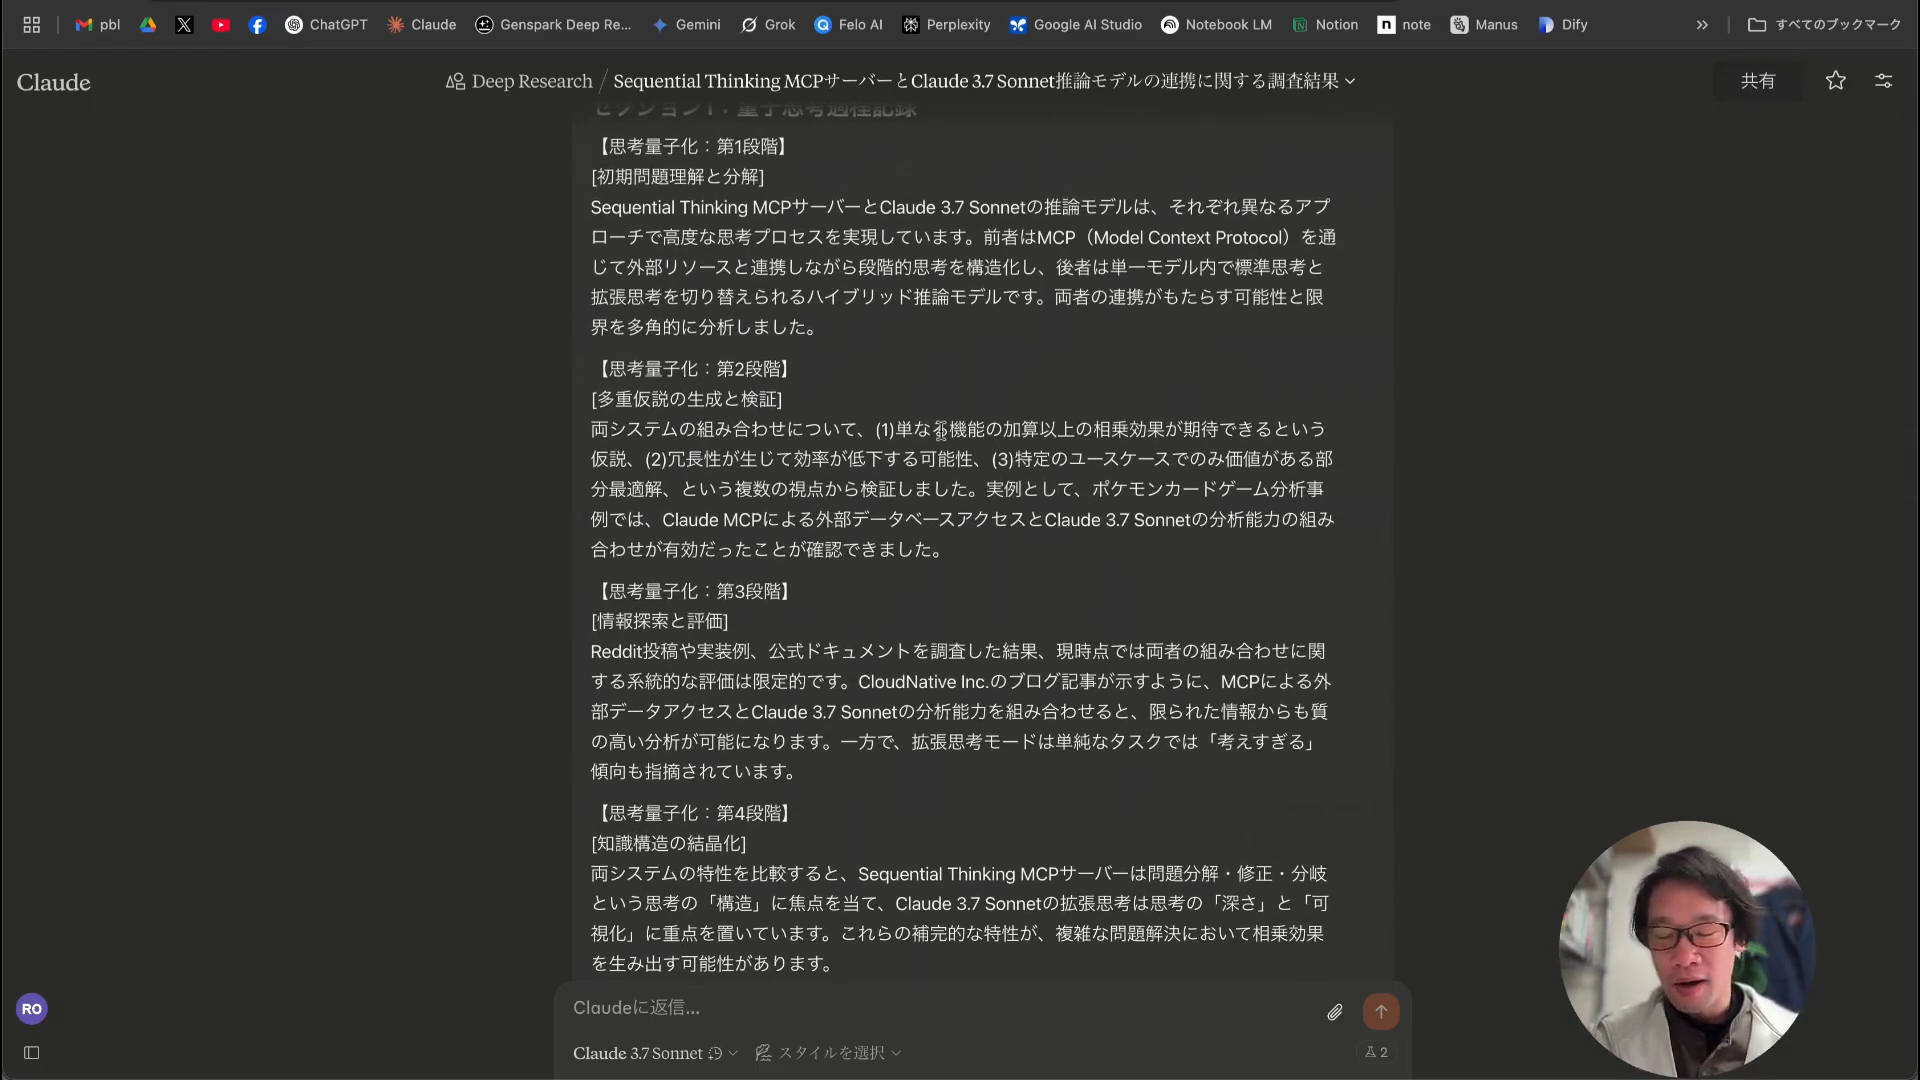 pbl
ChatGPT
Claude
Genspark Deep Re...
Gemini
Grok
Felo AI
Perplexity
Google AI Studio
Notebook LM
Notion
note
Manus
Dify
すべてのブックマーク
Claude
Deep Research / Sequential Thinking MCPサーバーとClaude 3.7 Sonnet推論モデルの連携に関する調査結果
共有
セクション1：量子思考過程記録
【思考量子化：第1段階】
[初期問題理解と分解]
Sequential Thinking MCPサーバーとClaude 3.7 Sonnetの推論モデルは、それぞれ異なるアプ
ローチで高度な思考プロセスを実現しています。前者はMCP（Model Context Protocol）を通
じて外部リソースと連携しながら段階的思考を構造化し、後者は単一モデル内で標準思考と
拡張思考を切り替えられるハイブリッド推論モデルです。両者の連携がもたらす可能性と限
界を多角的に分析しました。
【思考量子化：第2段階】
[多重仮説の生成と検証]
両システムの組み合わせについて、(1)単なる機能の加算以上の相乗効果が期待できるという
仮説、(2)冗長性が生じて効率が低下する可能性、(3)特定のユースケースでのみ価値がある部
分最適解、という複数の視点から検証しました。実例として、ポケモンカードゲーム分析事
例では、Claude MCPによる外部データベースアクセスとClaude 3.7 Sonnetの分析能力の組み
合わせが有効だったことが確認できました。
【思考量子化：第3段階】
[情報探索と評価]
Reddit投稿や実装例、公式ドキュメントを調査した結果、現時点では両者の組み合わせに関
する系統的な評価は限定的です。CloudNative Inc.のブログ記事が示すように、MCPによる外
部データアクセスとClaude 3.7 Sonnetの分析能力を組み合わせると、限られた情報からも質
の高い分析が可能になります。一方で、拡張思考モードは単純なタスクでは「考えすぎる」
傾向も指摘されています。
【思考量子化：第4段階】
[知識構造の結晶化]
両システムの特性を比較すると、Sequential Thinking MCPサーバーは問題分解・修正・分岐
という思考の「構造」に焦点を当て、Claude 3.7 Sonnetの拡張思考は思考の「深さ」と「可
視化」に重点を置いています。これらの補完的な特性が、複雑な問題解決において相乗効果
を生み出す可能性があります。
Claudeに返信...
RO
Claude 3.7 Sonnet
スタイルを選択
2